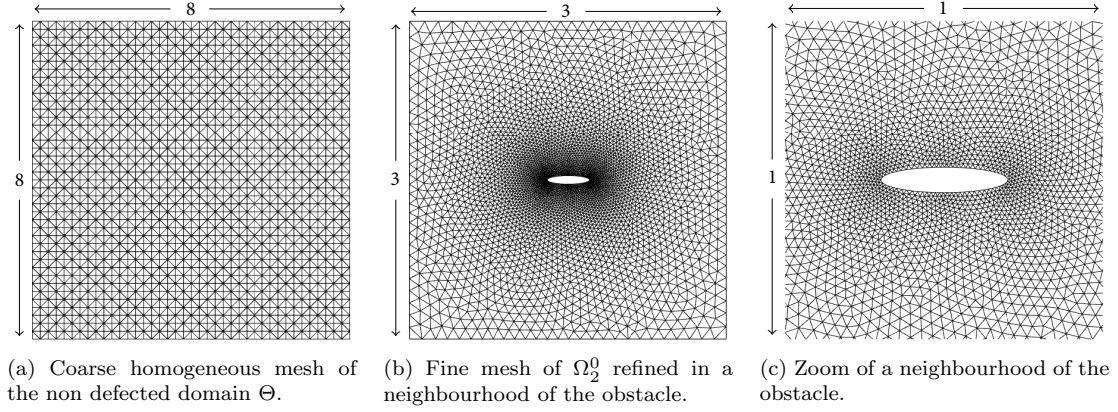 8
3
1
8
3
1
(a) Coarse homogeneous mesh of
the non defected domain Θ.
(b) Fine mesh of Ω⁰₂ refined in a
neighbourhood of the obstacle.
(c) Zoom of a neighbourhood of the
obstacle.